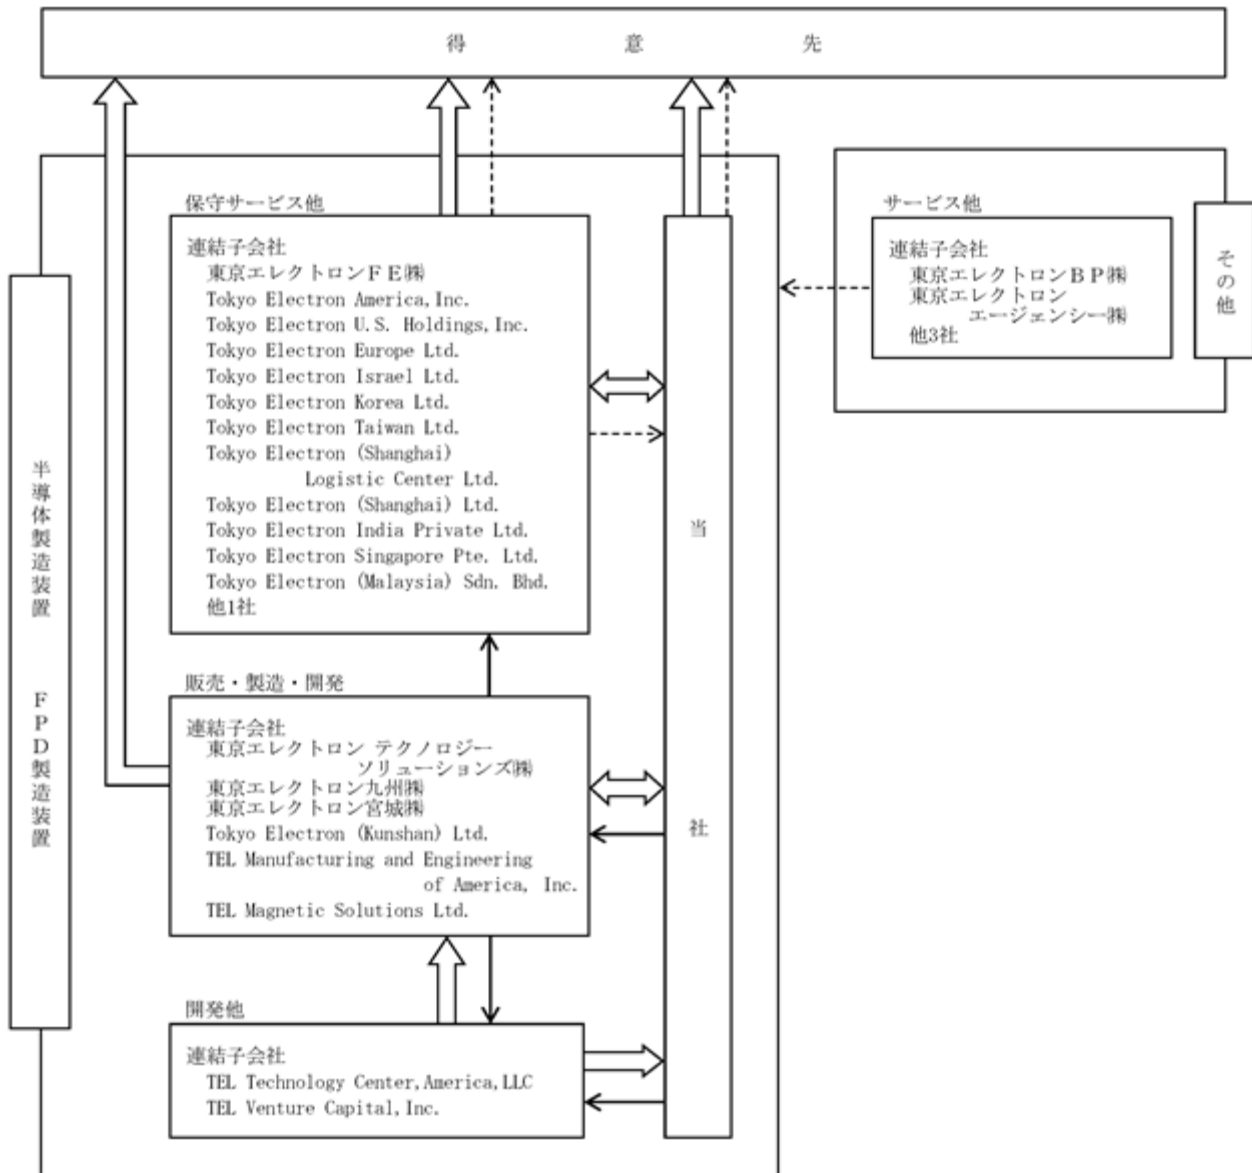 得意先
保守サービス他
連結子会社
東京エレクトロンFE㈱
Tokyo Electron America,Inc.
Tokyo Electron U.S. Holdings,Inc.
Tokyo Electron Europe Ltd.
Tokyo Electron Israel Ltd.
Tokyo Electron Korea Ltd.
Tokyo Electron Taiwan Ltd.
Tokyo Electron (Shanghai)
Logistic Center Ltd.
Tokyo Electron (Shanghai) Ltd.
Tokyo Electron India Private Ltd.
Tokyo Electron Singapore Pte. Ltd.
Tokyo Electron (Malaysia) Sdn. Bhd.
他1社
販売・製造・開発
連結子会社
東京エレクトロン テクノロジー
ソリューションズ㈱
東京エレクトロン九州㈱
東京エレクトロン宮城㈱
Tokyo Electron (Kunshan) Ltd.
TEL Manufacturing and Engineering
of America, Inc.
TEL Magnetic Solutions Ltd.
開発他
連結子会社
TEL Technology Center,America,LLC
TEL Venture Capital,Inc.
当社
半導体製造装置
FPD製造装置
サービス他
連結子会社
東京エレクトロンBP㈱
東京エレクトロン
エージェンシー㈱
他3社
その他